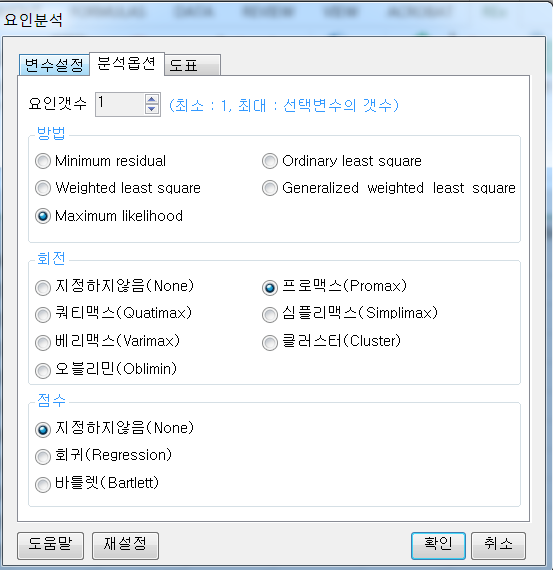 FORMULAS DATA REVIEW VIEW ACROBAT
요인분석
변수설정 분석옵션 도표
요인갯수 1 (최소 : 1, 최대 : 선택변수의 갯수)
방법
Minimum residual Ordinary least square
Weighted least square Generalized weighted least square
Maximum likelihood
회전
지정하지않음(None) 프로맥스(Promax)
쿼티맥스(Quatimax) 심플리맥스(Simplimax)
베리맥스(Varimax) 클러스터(Cluster)
오블리민(Oblimin)
점수
지정하지않음(None)
회귀(Regression)
바틀렛(Bartlett)
도움말 재설정 확인 취소